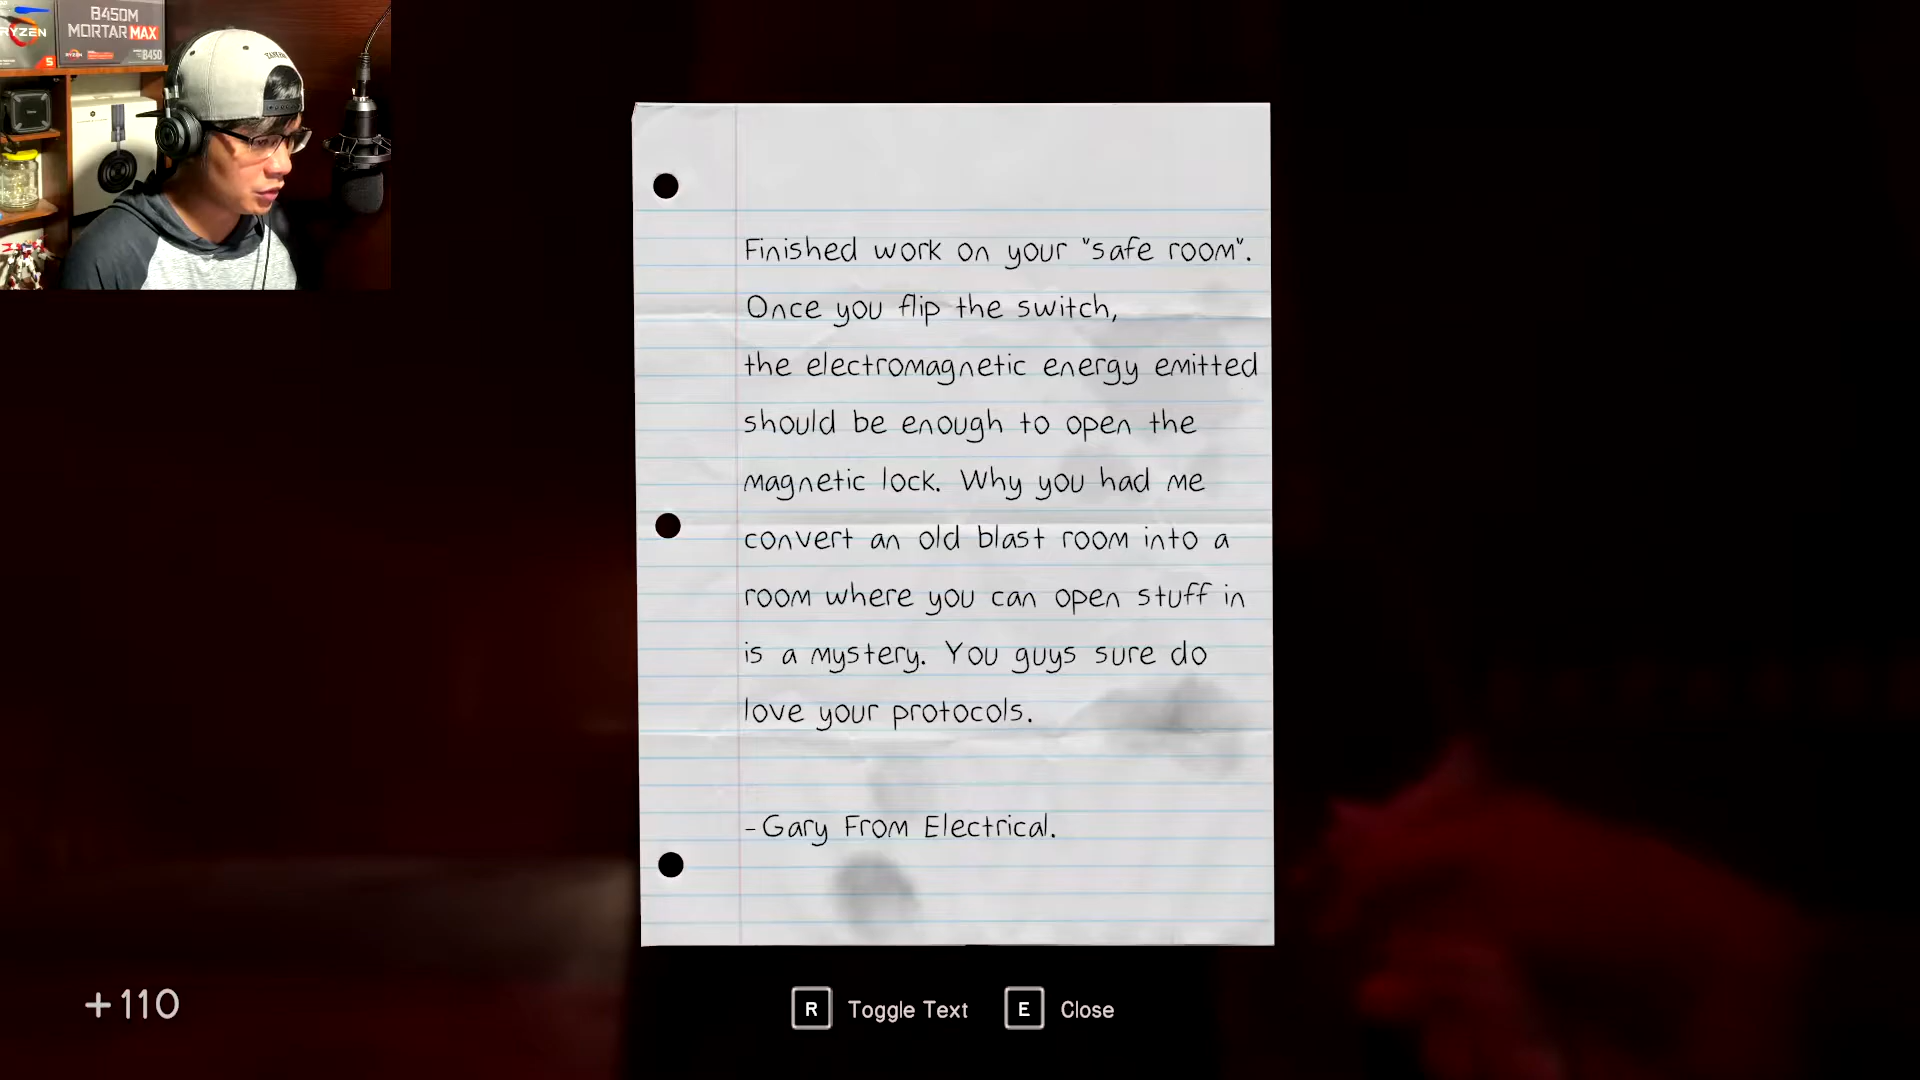 RYZEN
5
B450M
MORTAR MAX
RYZEN
B450
Finished work on your "safe room".
Once you flip the switch,
the electromagnetic energy emitted
should be enough to open the
magnetic lock. Why you had me
convert an old blast room into a
room where you can open stuff in
is a mystery. You guys sure do
love your protocols.
-Gary From Electrical.
+110
R Toggle Text E Close